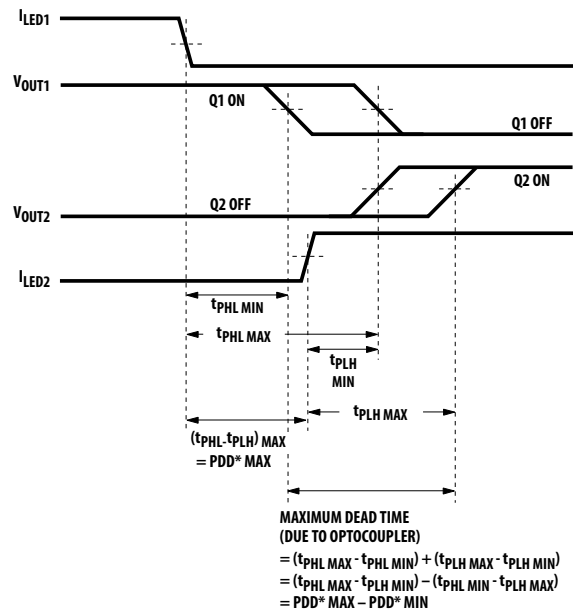 ILED1
VOUT1
Q1 ON
Q1 OFF
Q2 ON
Q2 OFF
VOUT2
ILED2
tPHL MIN
tPHL MAX
tPLH
MIN
tPLH MAX
(tPHL-tPLH) MAX
= PDD* MAX
MAXIMUM DEAD TIME
(DUE TO OPTOCOUPLER)
= (tPHL MAX - tPHL MIN) + (tPLH MAX - tPLH MIN)
= (tPHL MAX - tPLH MIN) – (tPHL MIN - tPLH MAX)
= PDD* MAX – PDD* MIN